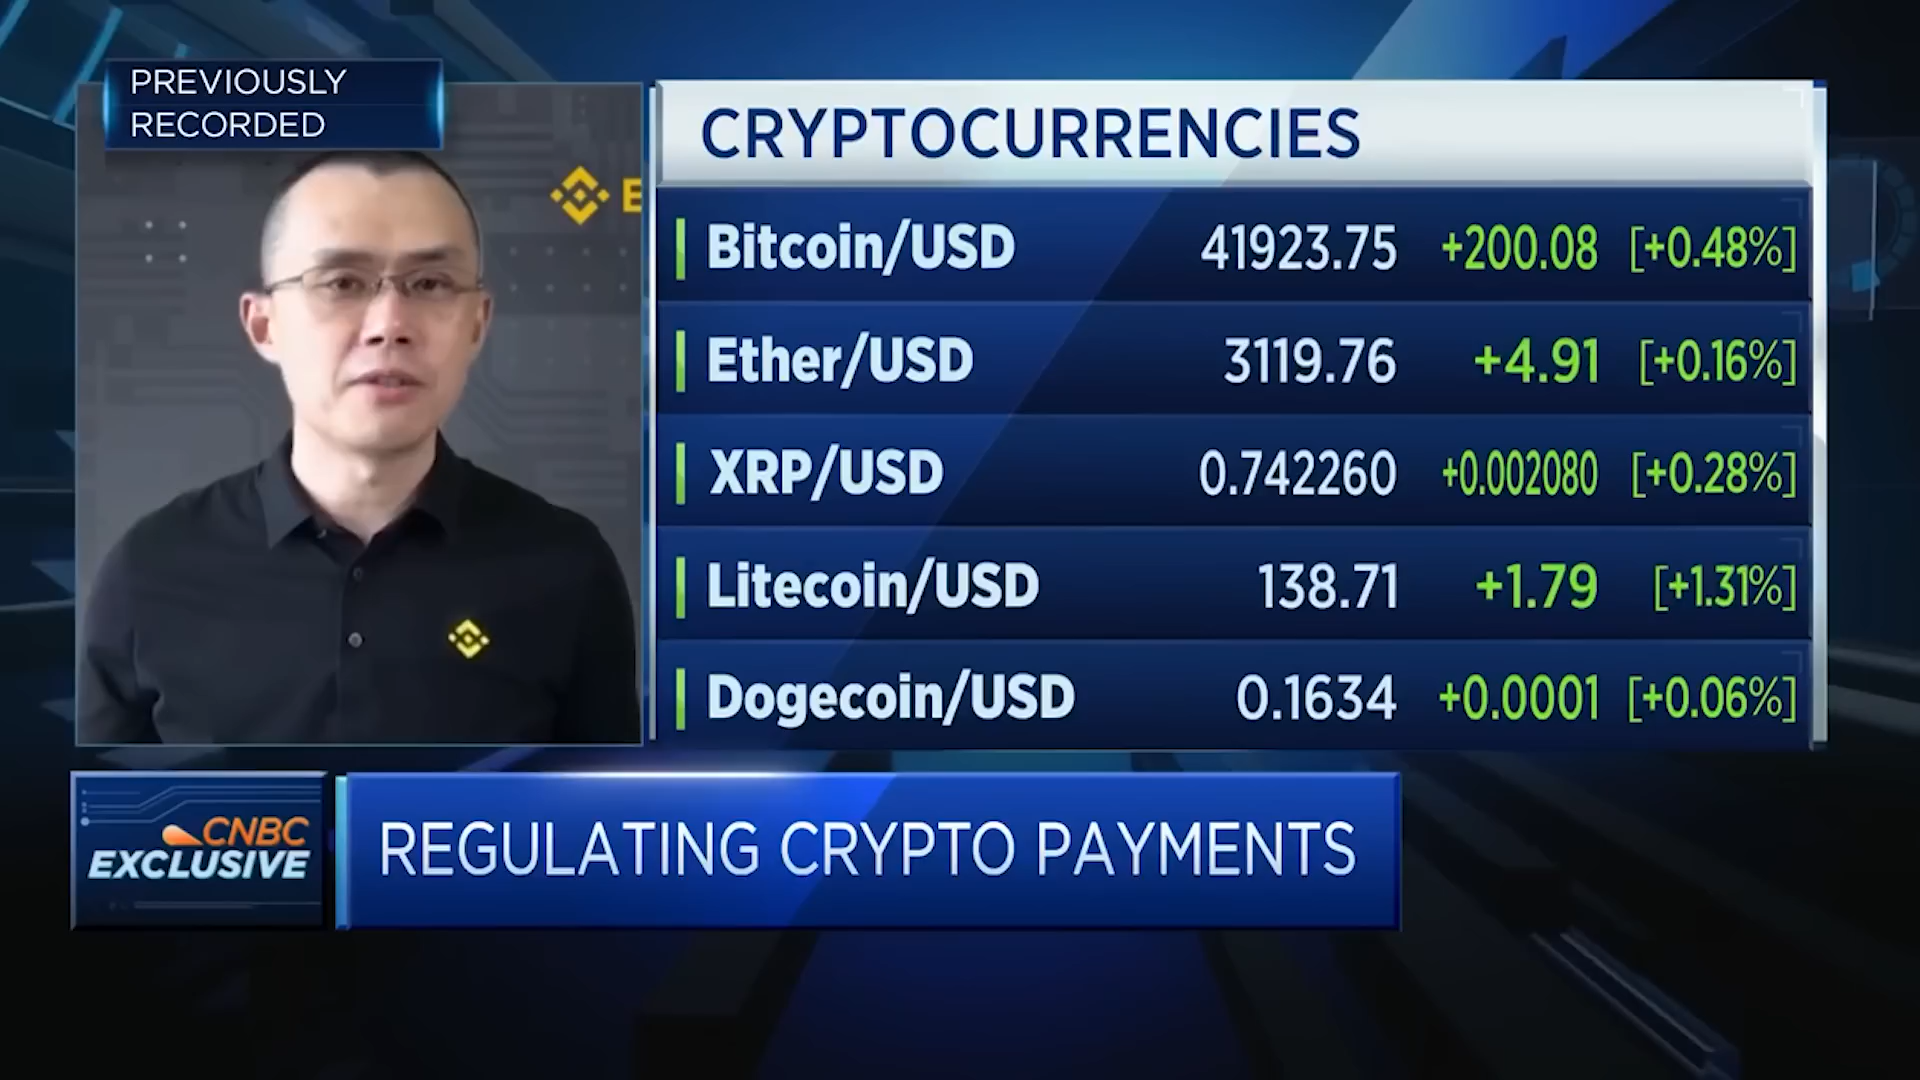 PREVIOUSLY
RECORDED
CRYPTOCURRENCIES
Bitcoin/USD 41923.75 +200.08 [+0.48%]
Ether/USD 3119.76 +4.91 [+0.16%]
XRP/USD 0.742260 +0.002080 [+0.28%]
Litecoin/USD 138.71 +1.79 [+1.31%]
Dogecoin/USD 0.1634 +0.0001 [+0.06%]
CNBC
EXCLUSIVE
REGULATING CRYPTO PAYMENTS